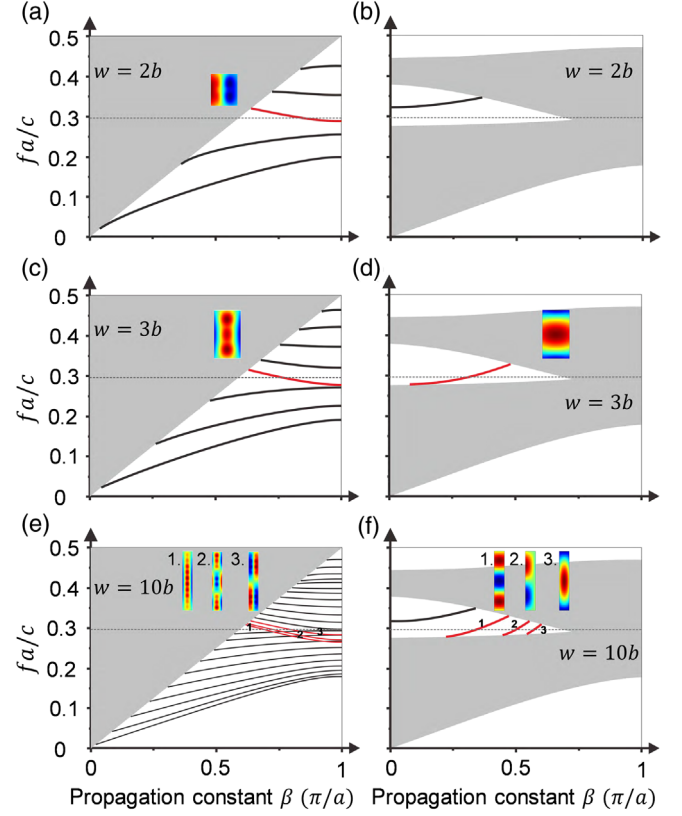 (a)
0.5
w = 2b
0.4
0.3
0.2
0.1
0
fa/c
(b)
w = 2b
(c)
0.5
w = 3b
0.4
0.3
0.2
0.1
0
fa/c
(d)
w = 3b
(e)
0.5
1. 2. 3.
w = 10b
0.4
0.3
0.2
0.1
0
fa/c
1 2 3
0 0.5 1
Propagation constant β (π/a)
(f)
1. 2. 3.
1 2 3
w = 10b
0 0.5 1
Propagation constant β (π/a)